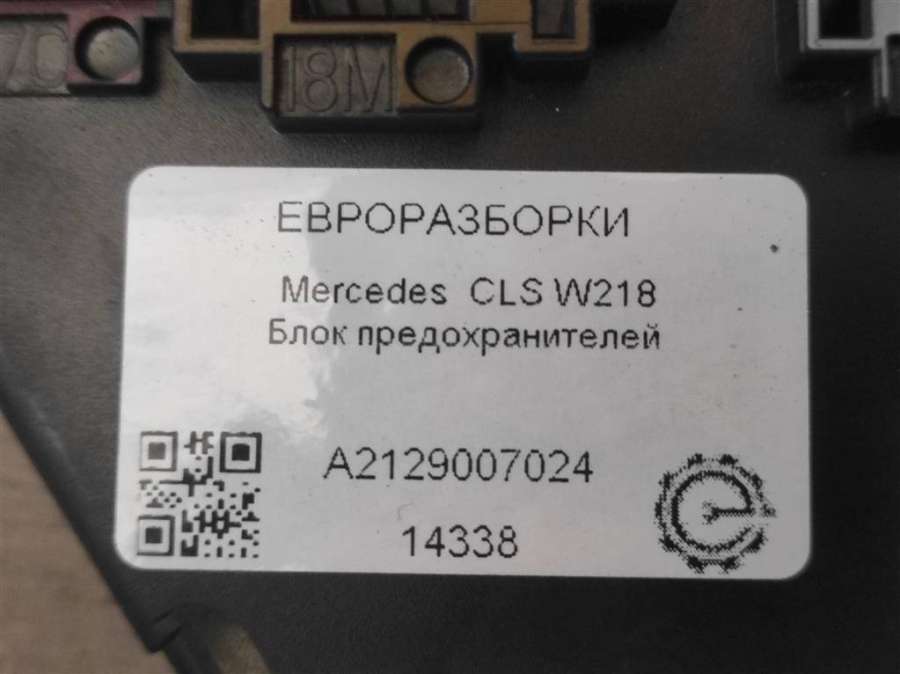 18M
ЕВРОРАЗБОРКИ
Mercedes CLS W218
Блок предохранителей
A2129007024
14338